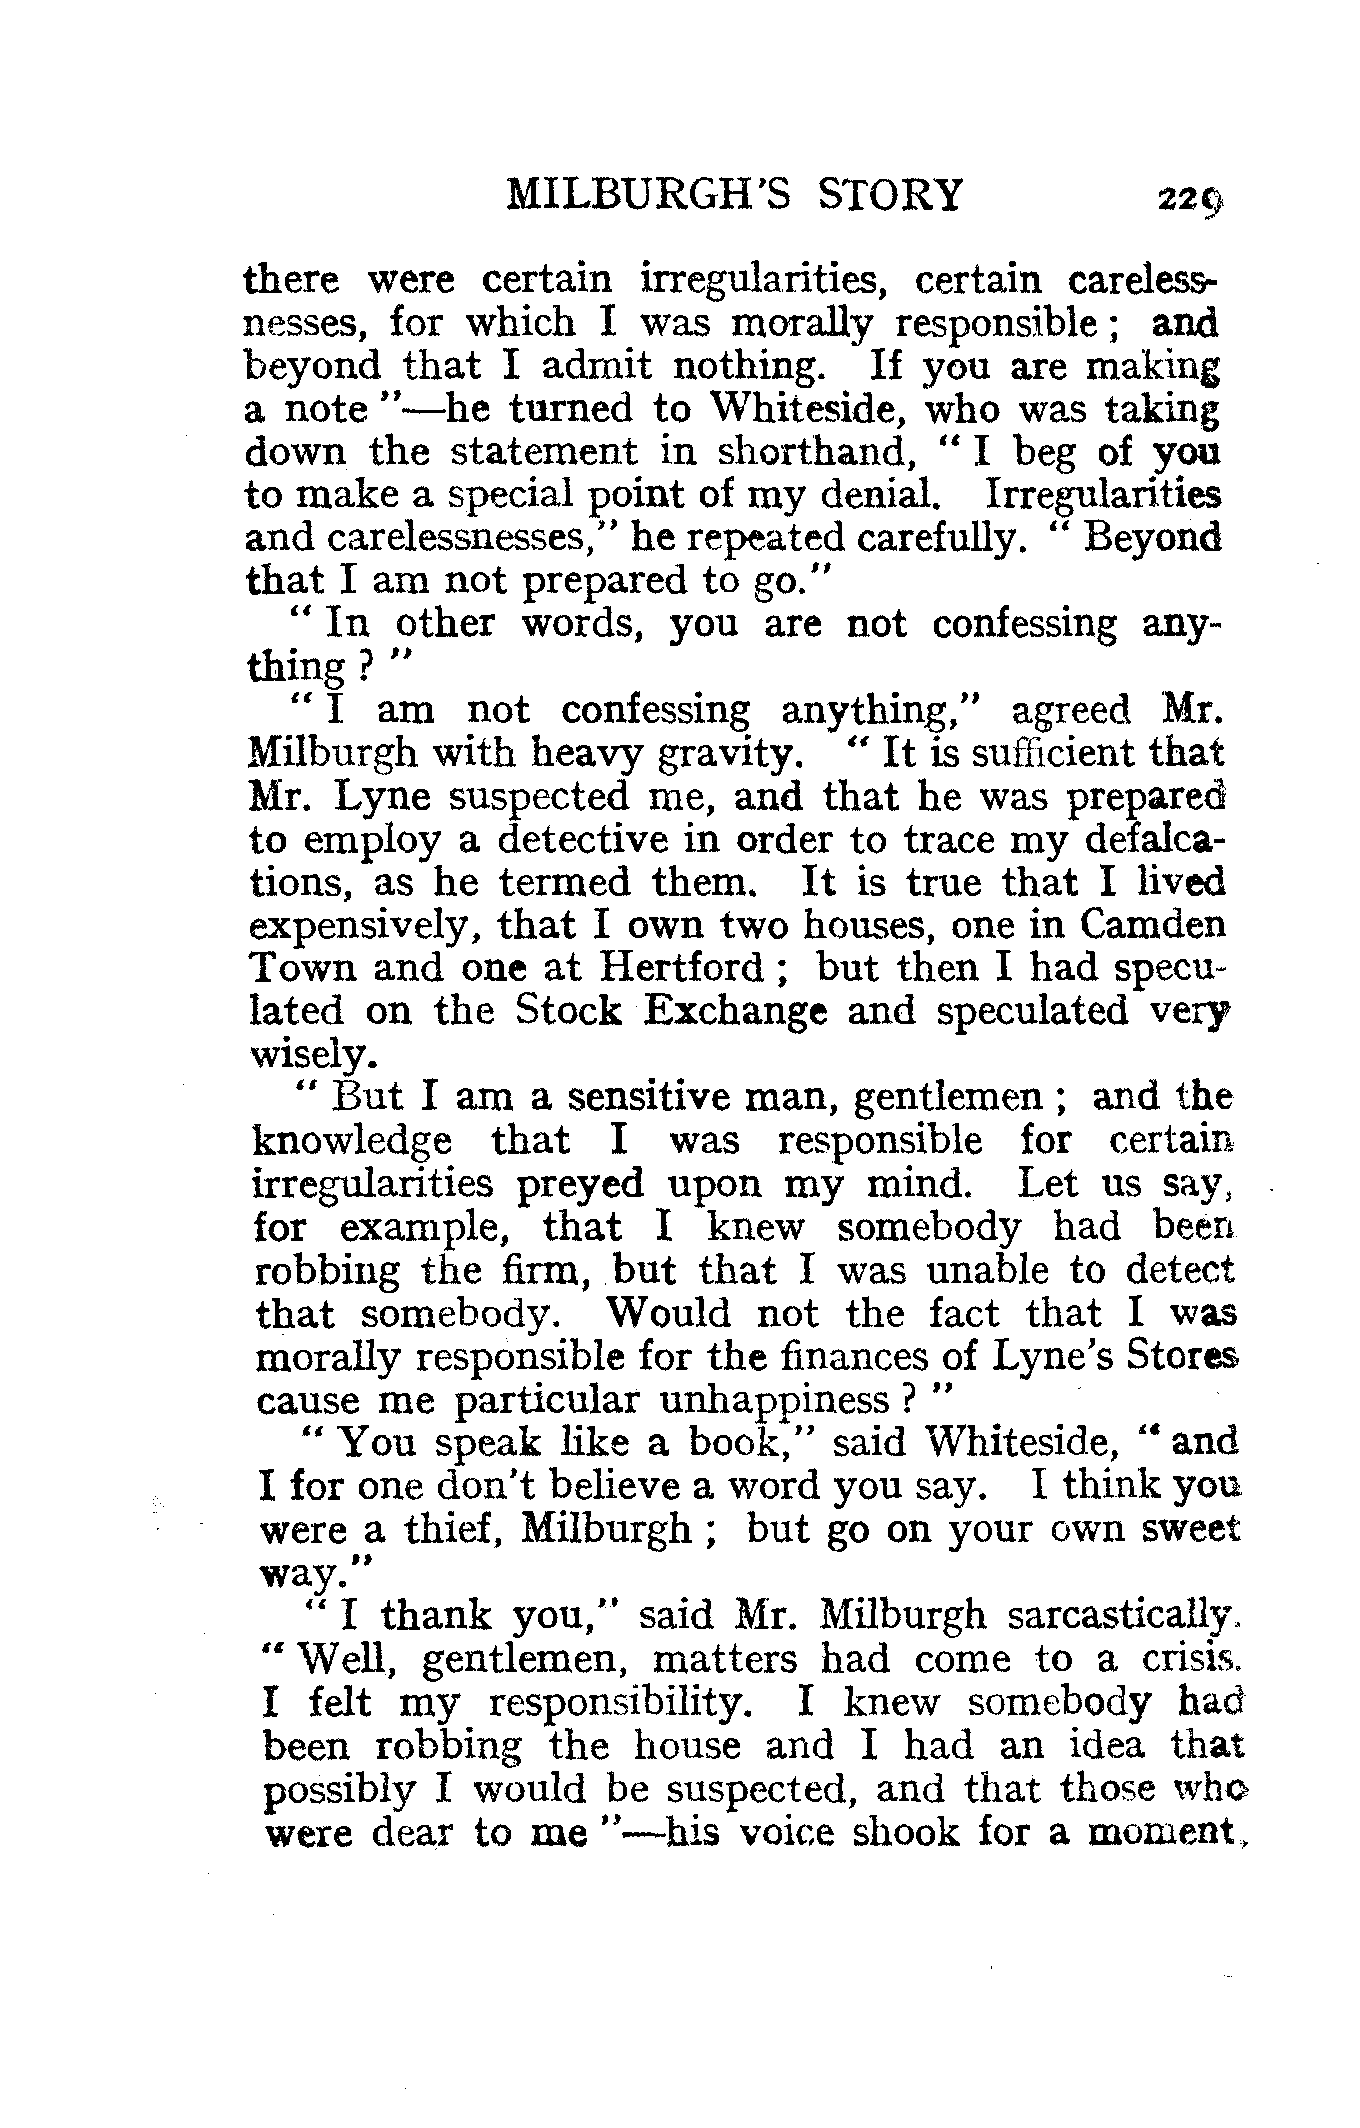 MILBURGH'S STORY 229
there were certain irregularities, certain careless-
nesses, for which I was morally responsible ; and
beyond that I admit nothing. If you are making
a note "—he turned to Whiteside, who was taking
down the statement in shorthand, " I beg of you
to make a special point of my denial. Irregularities
and carelessnesses," he repeated carefully. " Beyond
that I am not prepared to go."
" In other words, you are not confessing any-
thing ? "
" I am not confessing anything," agreed Mr.
Milburgh with heavy gravity. " It is sufficient that
Mr. Lyne suspected me, and that he was prepared
to employ a detective in order to trace my defalca-
tions, as he termed them. It is true that I lived
expensively, that I own two houses, one in Camden
Town and one at Hertford ; but then I had specu-
lated on the Stock Exchange and speculated very
wisely.
" But I am a sensitive man, gentlemen ; and the
knowledge that I was responsible for certain
irregularities preyed upon my mind. Let us say,
for example, that I knew somebody had been
robbing the firm, but that I was unable to detect
that somebody. Would not the fact that I was
morally responsible for the finances of Lyne's Stores
cause me particular unhappiness ? "
" You speak like a book," said Whiteside, " and
I for one don't believe a word you say. I think you
were a thief, Milburgh ; but go on your own sweet
way."
" I thank you," said Mr. Milburgh sarcastically.
" Well, gentlemen, matters had come to a crisis.
I felt my responsibility. I knew somebody had
been robbing the house and I had an idea that
possibly I would be suspected, and that those who
were dear to me "—his voice shook for a moment,